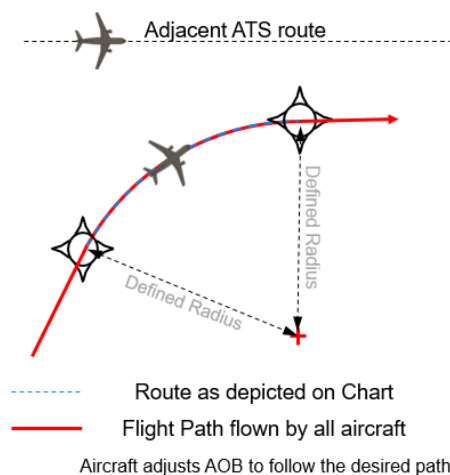 Adjacent ATS route
Defined Radius
Defined Radius
Route as depicted on Chart
Flight Path flown by all aircraft
Aircraft adjusts AOB to follow the desired path